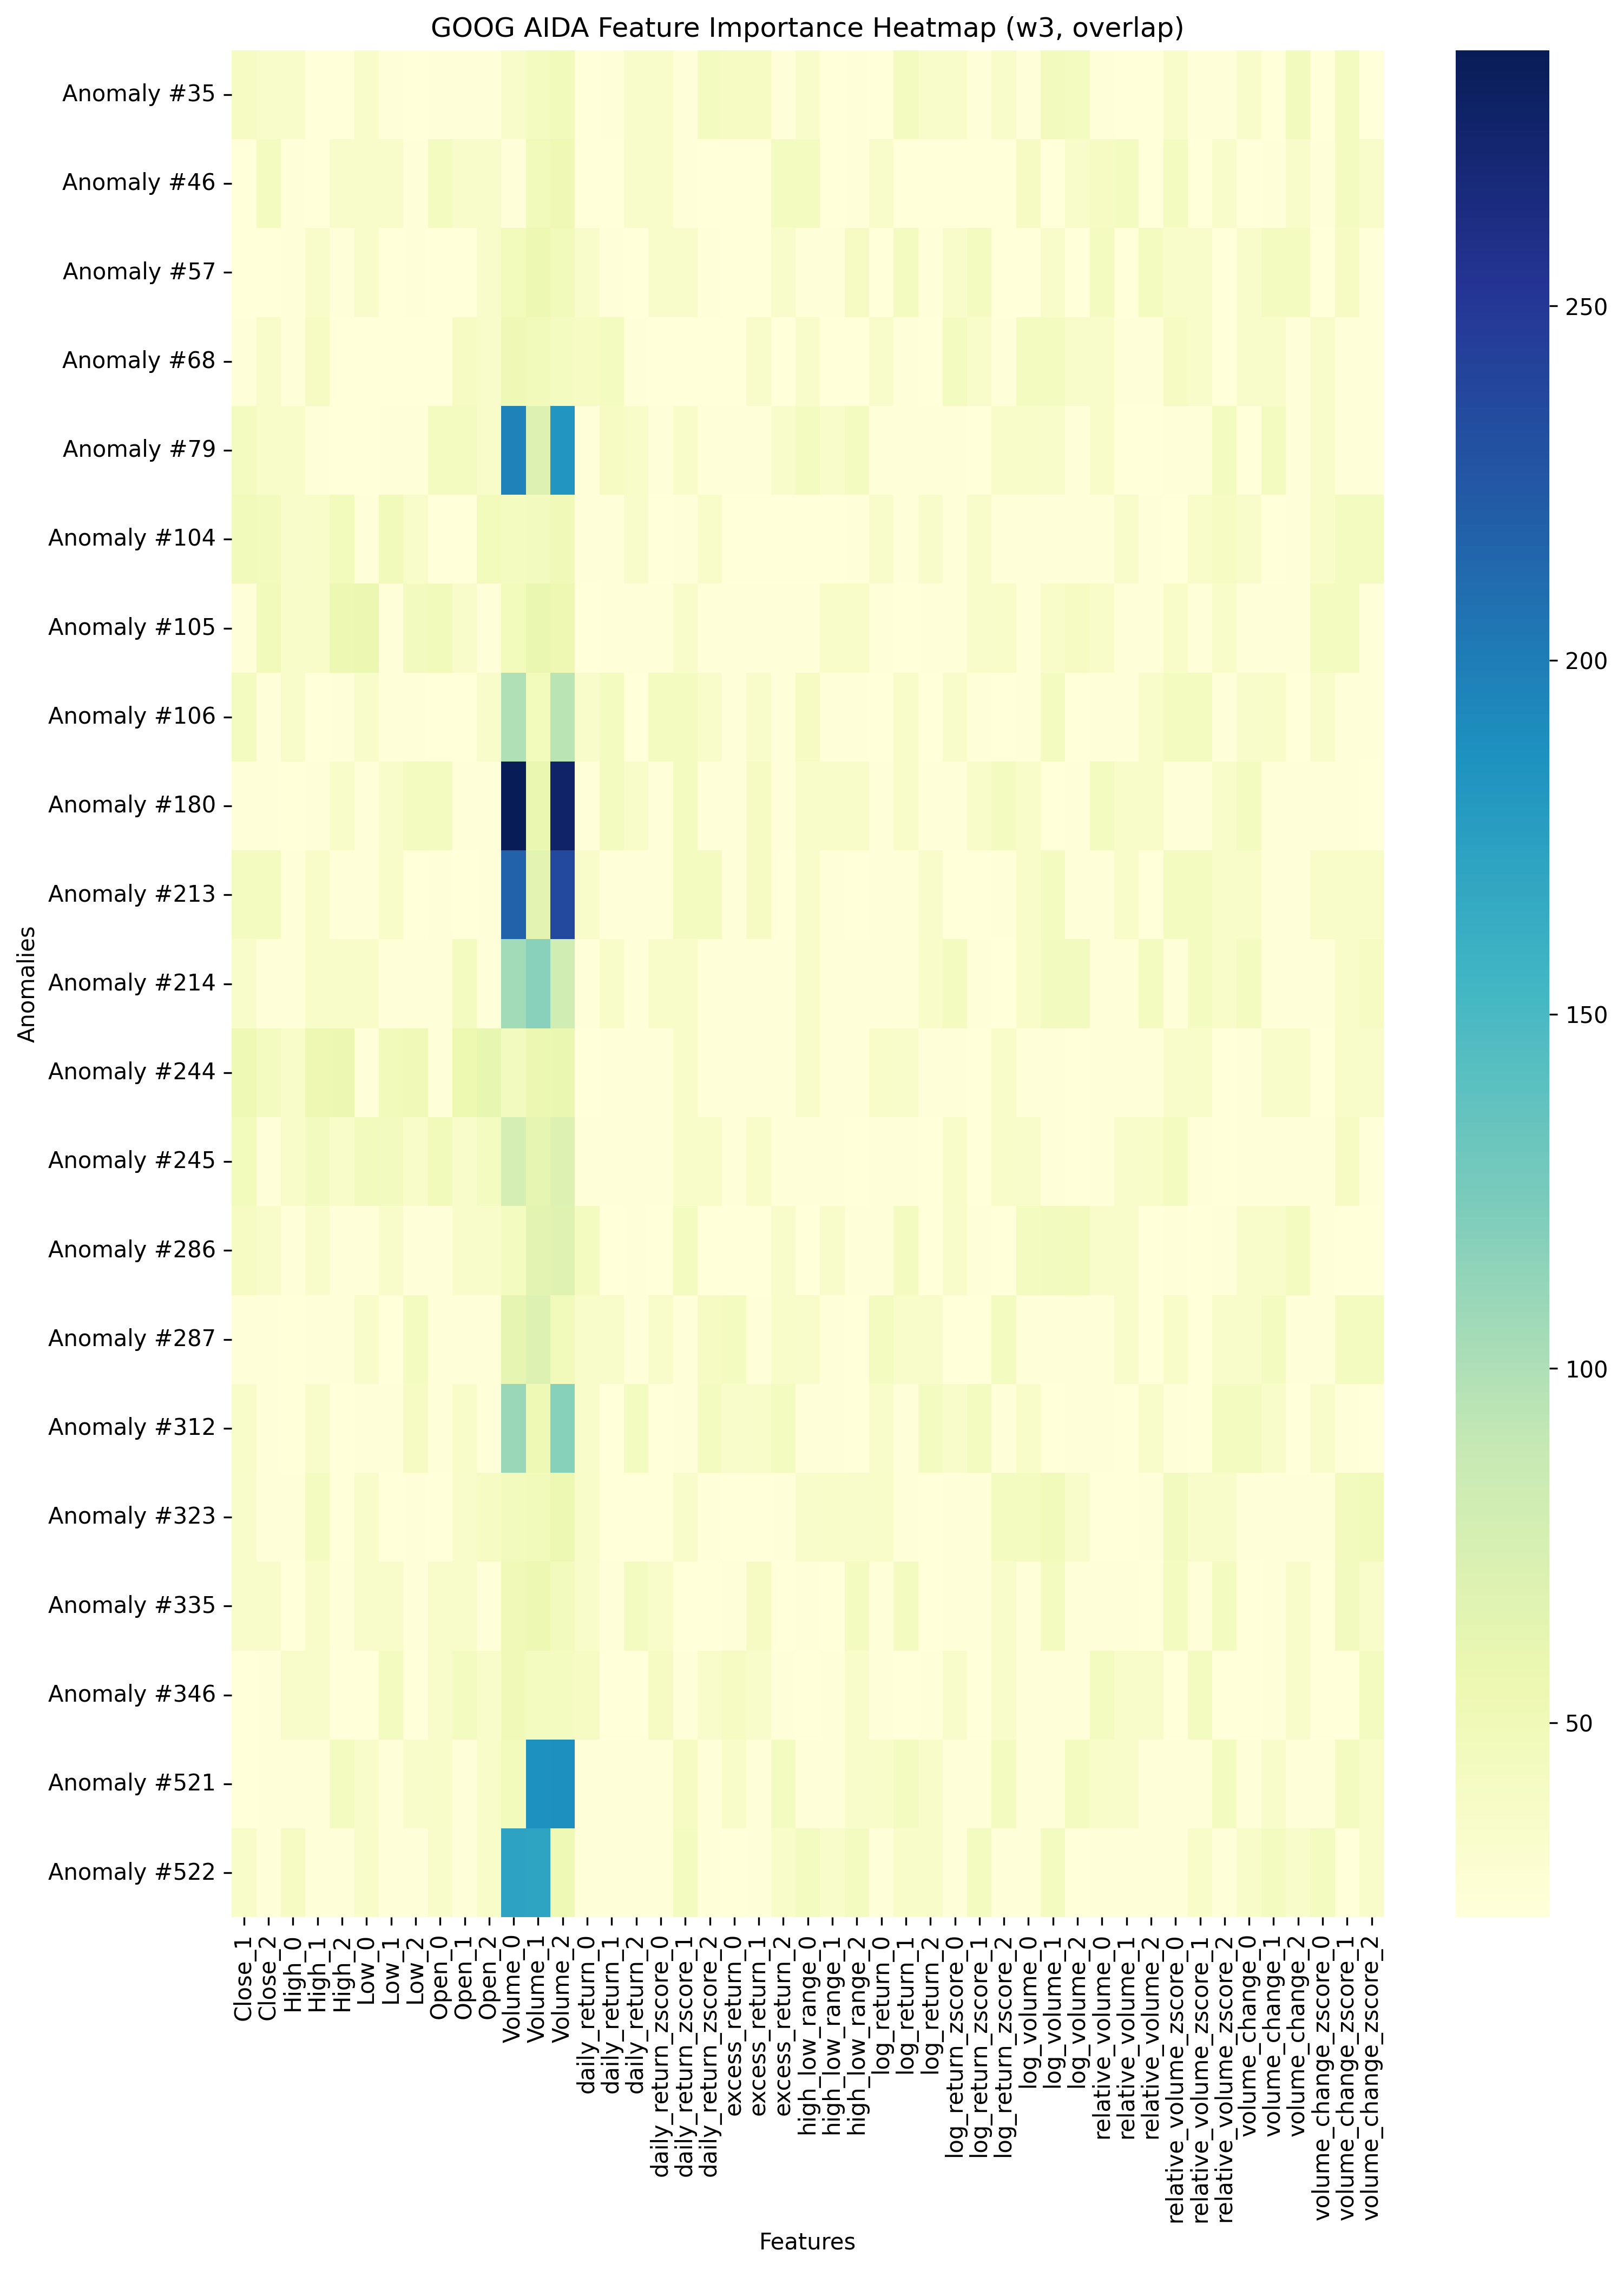 GOOG AIDA Feature Importance Heatmap (w3, overlap)
Anomalies
Anomaly #35
Anomaly #46
Anomaly #57
Anomaly #68
Anomaly #79
Anomaly #104
Anomaly #105
Anomaly #106
Anomaly #180
Anomaly #213
Anomaly #214
Anomaly #244
Anomaly #245
Anomaly #286
Anomaly #287
Anomaly #312
Anomaly #323
Anomaly #335
Anomaly #346
Anomaly #521
Anomaly #522
Close_1
Close_2
High_0
High_1
High_2
Low_0
Low_1
Low_2
Open_0
Open_1
Open_2
Volume_0
Volume_1
Volume_2
daily_return_0
daily_return_1
daily_return_2
daily_return_zscore_0
daily_return_zscore_1
daily_return_zscore_2
excess_return_0
excess_return_1
excess_return_2
high_low_range_0
high_low_range_1
high_low_range_2
log_return_0
log_return_1
log_return_2
log_return_zscore_0
log_return_zscore_1
log_return_zscore_2
log_volume_0
log_volume_1
log_volume_2
relative_volume_0
relative_volume_1
relative_volume_2
relative_volume_zscore_0
relative_volume_zscore_1
relative_volume_zscore_2
volume_change_0
volume_change_1
volume_change_2
volume_change_zscore_0
volume_change_zscore_1
volume_change_zscore_2
Features
250
200
150
100
50